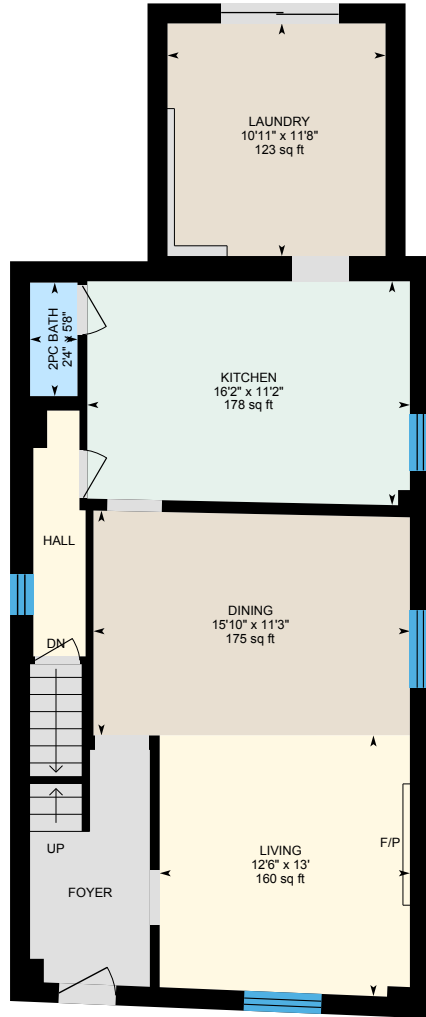 LAUNDRY
10'11" x 11'8"
123 sq ft
2PC BATH
2'4" x 5'8"
KITCHEN
16'2" x 11'2"
178 sq ft
HALL
DN
DINING
15'10" x 11'3"
175 sq ft
UP
FOYER
LIVING
12'6" x 13'
160 sq ft
F/P